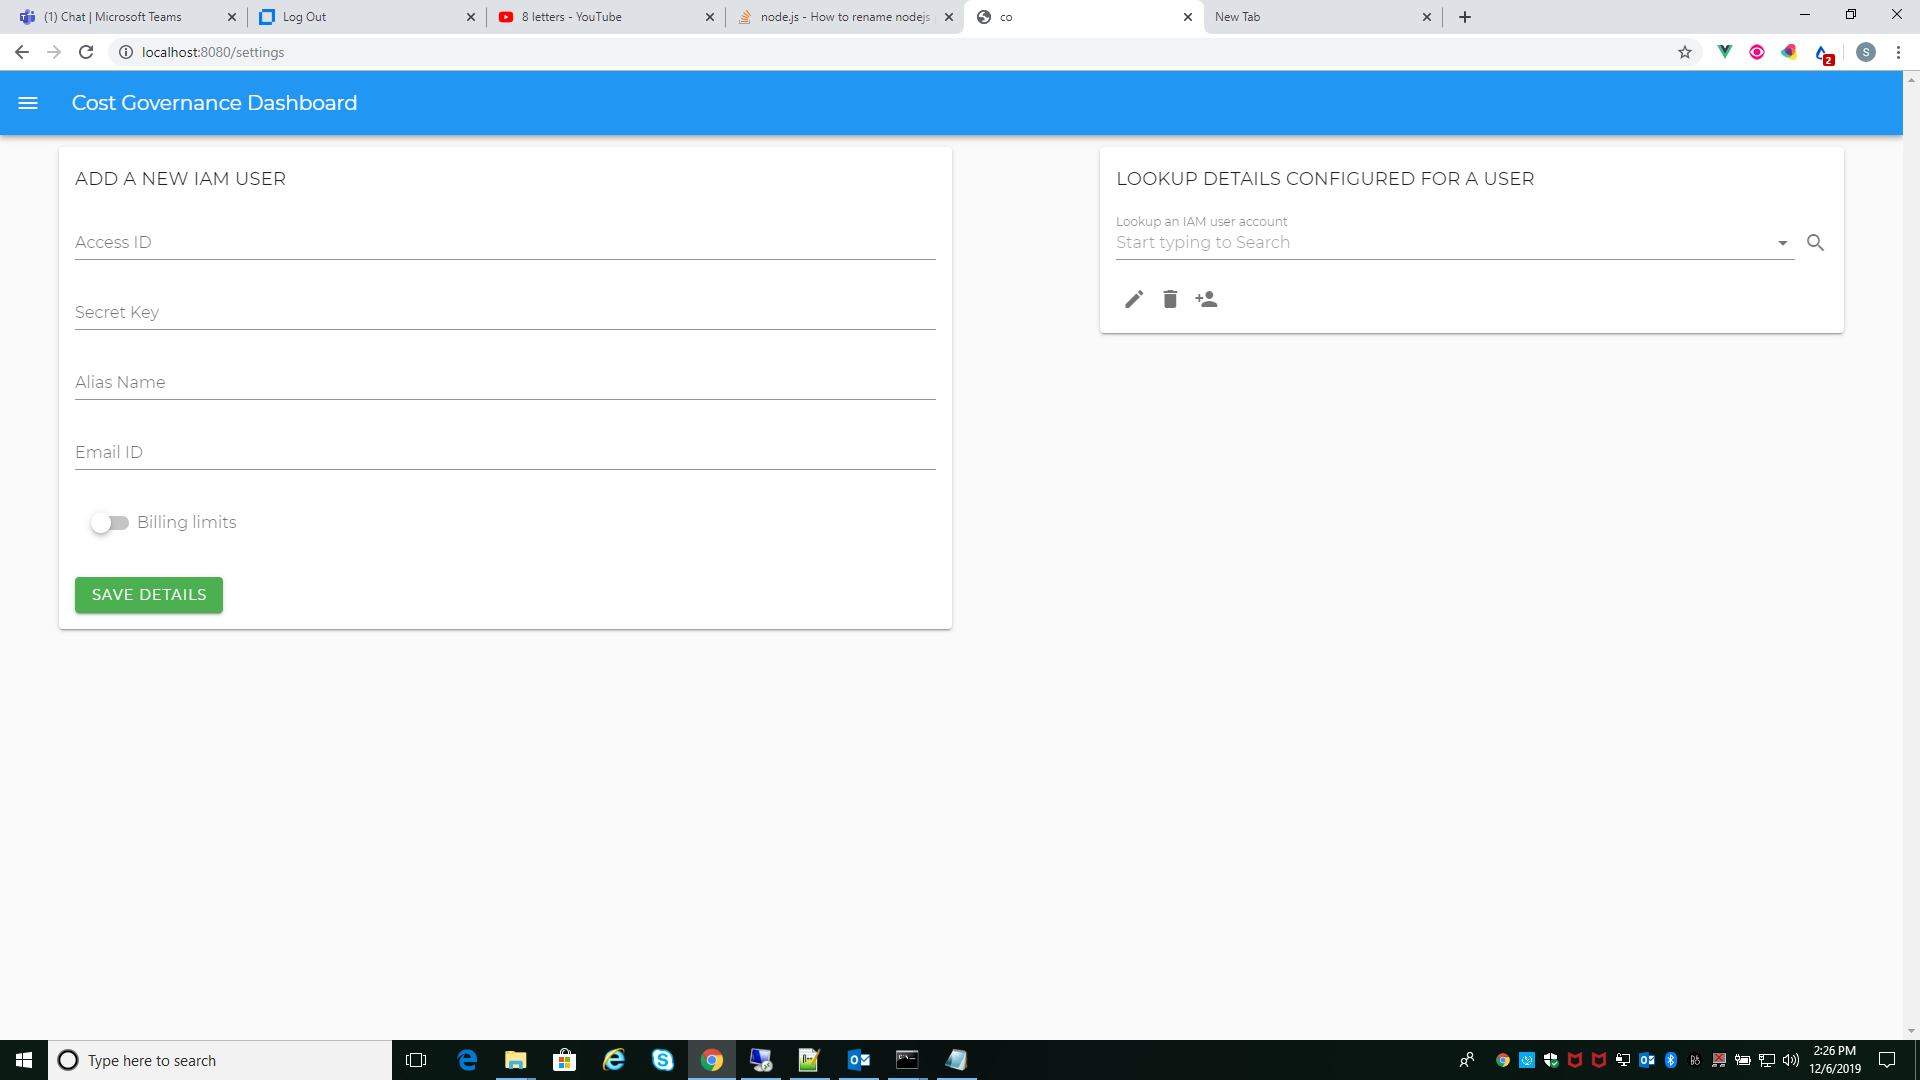 (1) Chat | Microsoft Teams
Log Out
8 letters - YouTube
node.js - How to rename nodejs
co
New Tab
localhost:8080/settings
2
S
Cost Governance Dashboard
ADD A NEW IAM USER
Access ID
Secret Key
Alias Name
Email ID
Billing limits
SAVE DETAILS
LOOKUP DETAILS CONFIGURED FOR A USER
Lookup an IAM user account
Start typing to Search
Type here to search
2:26 PM
12/6/2019